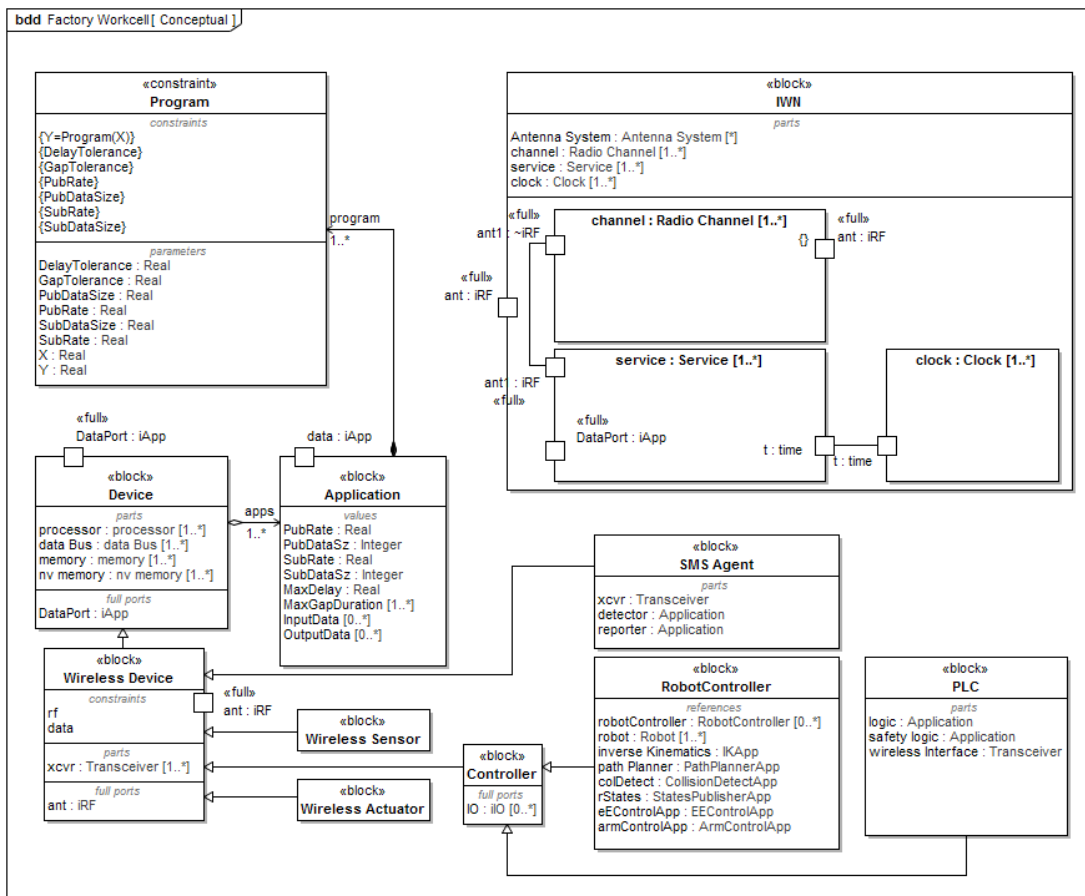 bdd Factory Workcell[ Conceptual ]
«constraint»
Program
constraints
{Y=Program(X)}
{DelayTolerance}
{GapTolerance}
{PubRate}
{PubDataSize}
{SubRate}
{SubDataSize}
parameters
DelayTolerance : Real
GapTolerance : Real
PubDataSize : Real
PubRate : Real
SubDataSize : Real
SubRate : Real
X : Real
Y : Real
program
1..*
«block»
IWN
parts
Antenna System : Antenna System [*]
channel : Radio Channel [1..*]
service : Service [1..*]
clock : Clock [1..*]
«full»
ant1 : ~iRF
channel : Radio Channel [1..*]
{}
«full»
ant : iRF
«full»
ant : iRF
service : Service [1..*]
ant1 : iRF
«full»
«full»
DataPort : iApp
t : time
clock : Clock [1..*]
t : time
«full»
DataPort : iApp
«block»
Device
parts
processor : processor [1..*]
data Bus : data Bus [1..*]
memory : memory [1..*]
nv memory : nv memory [1..*]
full ports
DataPort : iApp
apps
1..*
data : iApp
«block»
Application
values
PubRate : Real
PubDataSz : Integer
SubRate : Real
SubDataSz : Integer
MaxDelay : Real
MaxGapDuration [1..*]
InputData [0..*]
OutputData [0..*]
«block»
SMS Agent
parts
xcvr : Transceiver
detector : Application
reporter : Application
«block»
Wireless Device
constraints
rf
data
parts
xcvr : Transceiver [1..*]
full ports
ant : iRF
«full»
ant : iRF
«block»
Wireless Sensor
«block»
Wireless Actuator
«block»
Controller
full ports
IO : iIO [0..*]
«block»
RobotController
references
robotController : RobotController [0..*]
robot : Robot [1..*]
inverse Kinematics : IKApp
path Planner : PathPlannerApp
colDetect : CollisionDetectApp
rStates : StatesPublisherApp
eEControlApp : EEControlApp
armControlApp : ArmControlApp
«block»
PLC
parts
logic : Application
safety logic : Application
wireless Interface : Transceiver